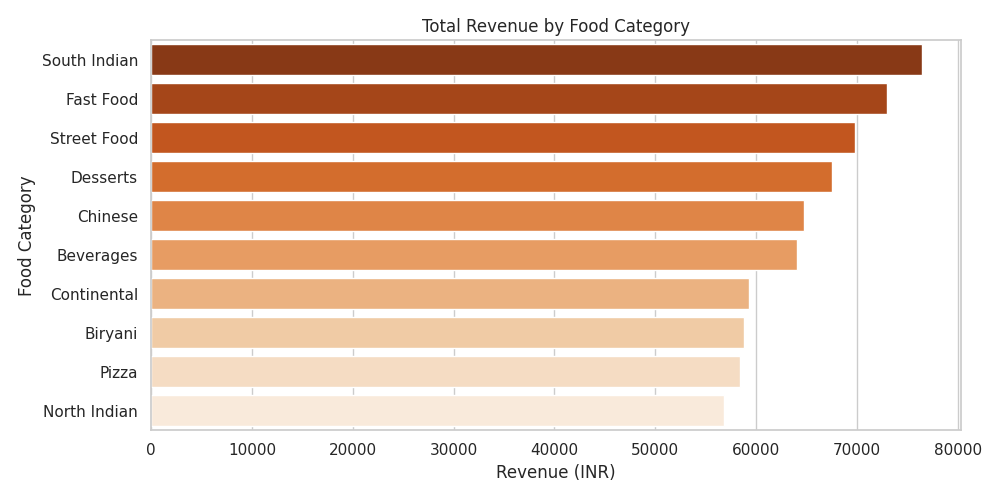 Total Revenue by Food Category
Food Category
South Indian
Fast Food
Street Food
Desserts
Chinese
Beverages
Continental
Biryani
Pizza
North Indian
0 10000 20000 30000 40000 50000 60000 70000 80000
Revenue (INR)